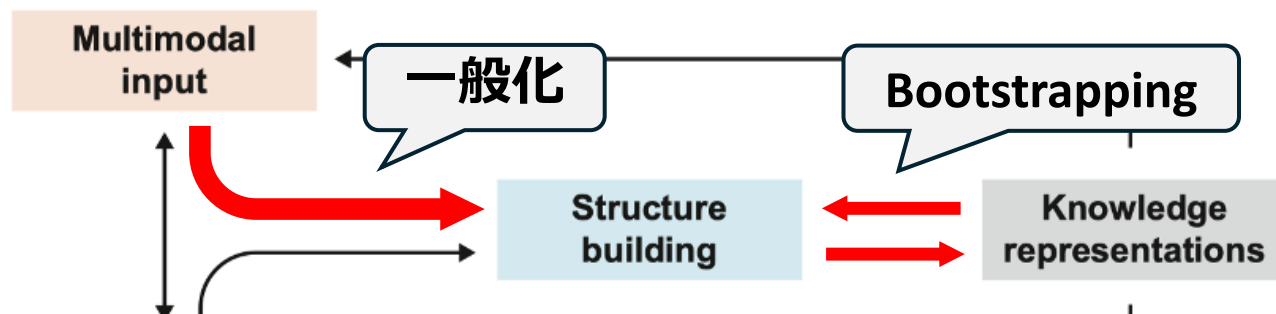 Multimodal
input
一般化
Bootstrapping
Structure
building
Knowledge
representations